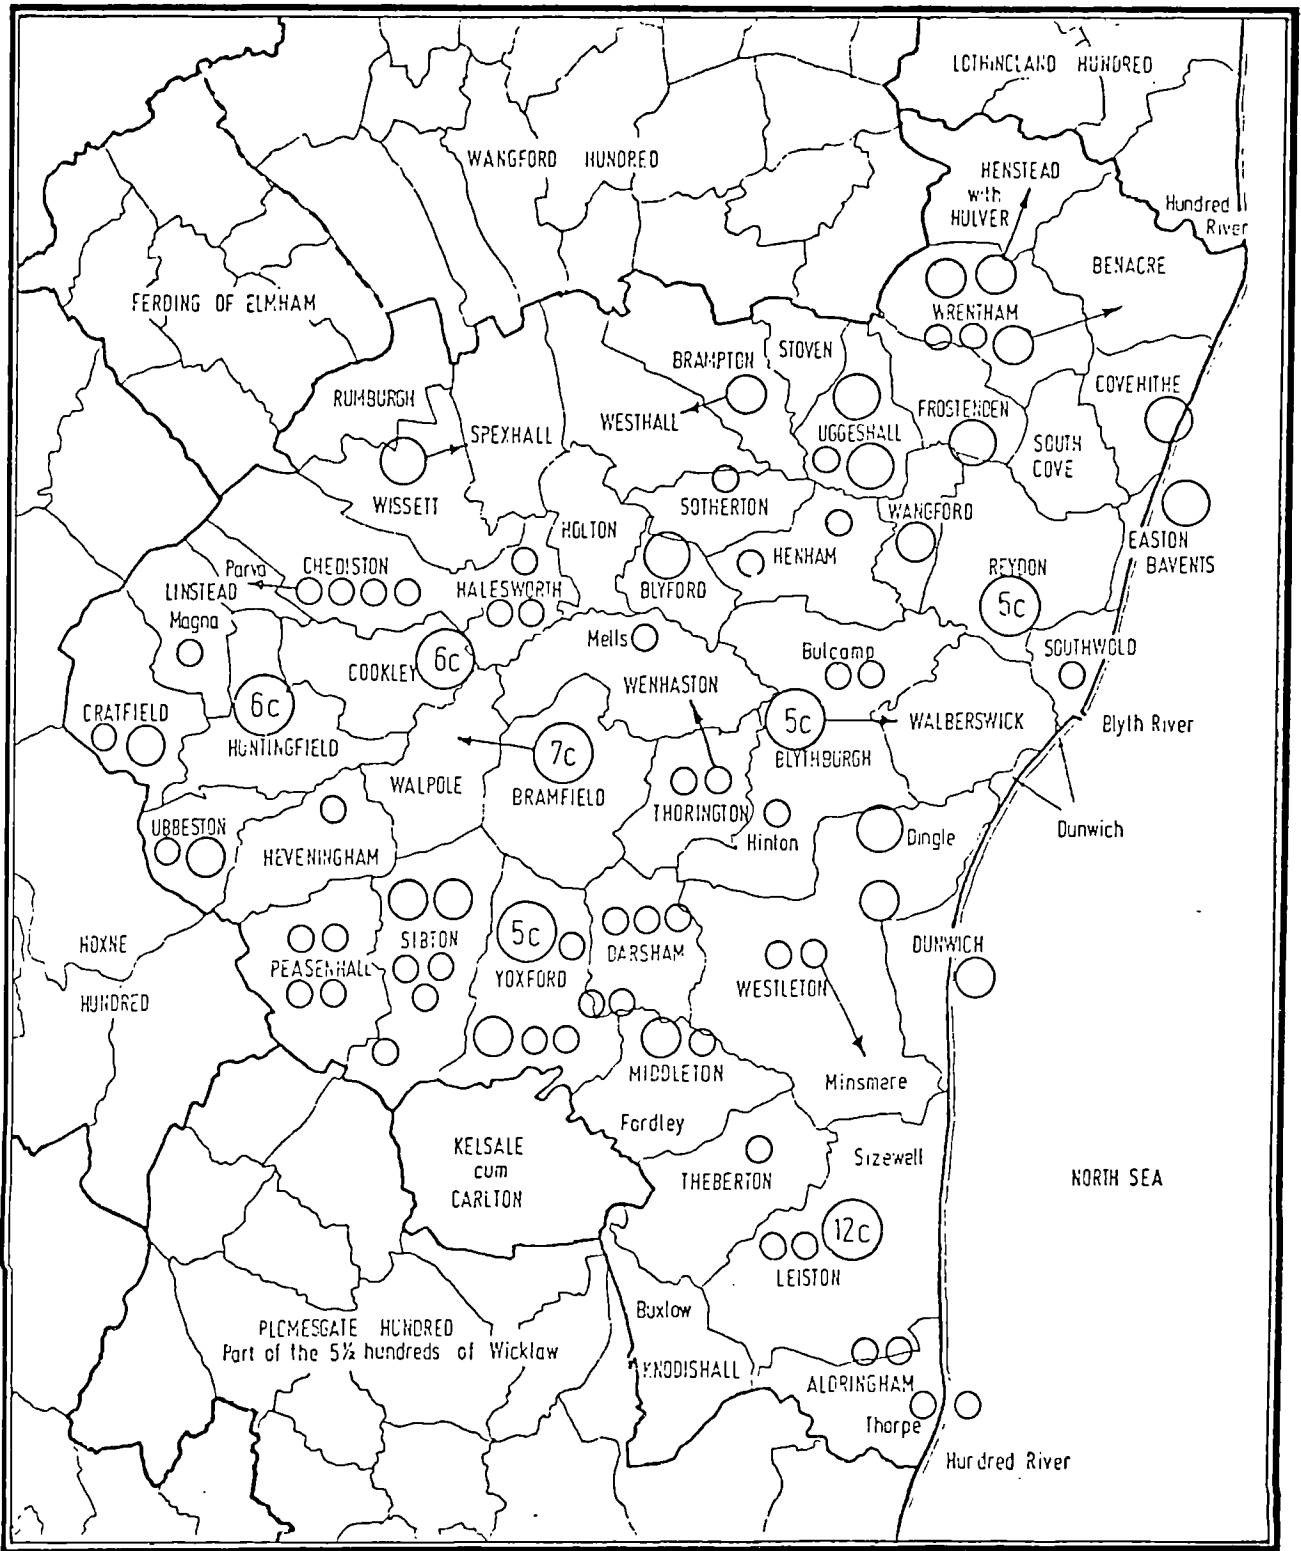 LOTHINGLAND HUNDRED
WANGFORD HUNDRED
HENSTEAD
with
HULVER
Hundred
River
BENACRE
FERDING OF ELMHAM
WRENTHAM
STOVEN
BRAMPTON
COVEHITHE
RUMBURGH
FROSTENDEN
WESTHALL
SPEXHALL
UGGESHALL
SOUTH
COVE
WISSETT
SOTHERTON
WANGFORD
HOLTON
EASTON
BAVENTS
HENHAM
Parva
CHEDISTON
REYDON
LINSTEAD
HALESWORTH
BLYFORD
5c
Magna
Mells
Bulcamp
SOUTHWOLD
COOKLEY
6c
WENHASTON
6c
CRATFIELD
5c
WALBERSWICK
Blyth River
HUNTINGFIELD
7c
BLYTHBURGH
WALPOLE
BRAMFIELD
THORINGTON
UBBESTON
Hinton
Dingle
Dunwich
HEVENINGHAM
HOXNE
SIBTON
5c
DARSHAM
DUNWICH
PEASENHALL
YOXFORD
WESTLETON
HUNDRED
MIDDLETON
Minsmere
Fordley
KELSALE
cum
CARLTON
Sizewell
THEBERTON
NORTH SEA
12c
LEISTON
Buxlow
PLOMESGATE HUNDRED
Part of the 5½ hundreds of Wicklaw
KNODISHALL
ALDRINGHAM
Thorpe
Hundred River